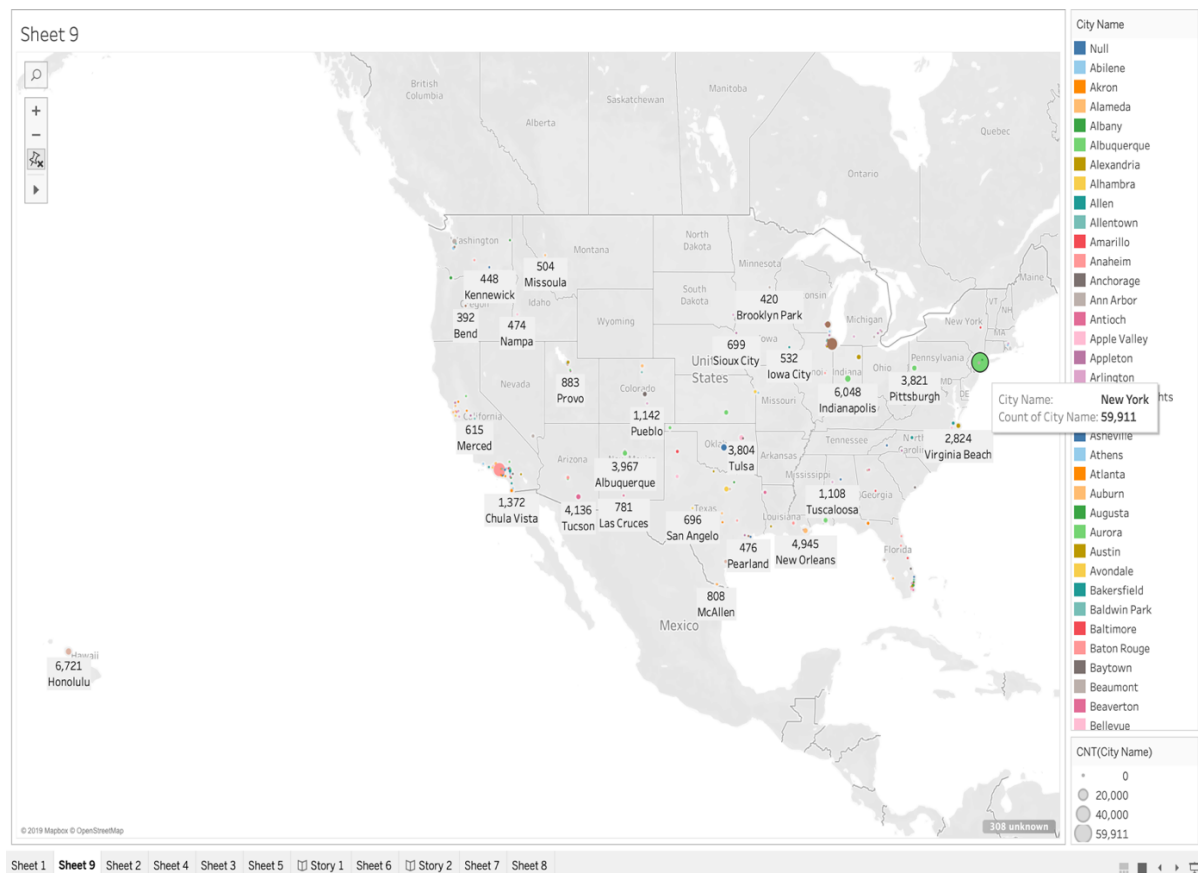 Sheet 9
British
Columbia
Alberta
Saskatchewan
Manitoba
Ontario
Quebec
Washington
Montana
North
Dakota
Minnesota
Maine
504
Missoula
448
Kennewick
Oregon
Idaho
South
Dakota
420
Brooklyn Park
Michigan
VT
NH
New York
MA
392
Bend
474
Nampa
Wyoming
699
Sioux City
532
Iowa City
Iowa
Unit
States
Pennsylvania
Ohio
Indiana
MD
DE
Nevada
883
Provo
Colorado
6,048
Indianapolis
3,821
Pittsburgh
City Name: New York
Count of City Name: 59,911
1,142
Pueblo
Missouri
California
615
Merced
2,824
Virginia Beach
Tennessee
North
Carolin
Oklah
3,804
Tulsa
Arkansas
Arizona
3,967
Albuquerque
Mississippi
Georgia
1,372
Chula Vista
4,136
Tucson
781
Las Cruces
Texas
696
San Angelo
Louisiana
1,108
Tuscaloosa
476
Pearland
4,945
New Orleans
Florida
808
McAllen
Mexico
Hawaii
6,721
Honolulu
© 2019 Mapbox © OpenStreetMap
308 unknown
City Name
Null
Abilene
Akron
Alameda
Albany
Albuquerque
Alexandria
Alhambra
Allen
Allentown
Amarillo
Anaheim
Anchorage
Ann Arbor
Antioch
Apple Valley
Appleton
Arlington
hts
Asheville
Athens
Atlanta
Auburn
Augusta
Aurora
Austin
Avondale
Bakersfield
Baldwin Park
Baltimore
Baton Rouge
Baytown
Beaumont
Beaverton
Bellevue
CNT(City Name)
0
20,000
40,000
59,911
Sheet 1 Sheet 9 Sheet 2 Sheet 4 Sheet 3 Sheet 5 Story 1 Sheet 6 Story 2 Sheet 7 Sheet 8